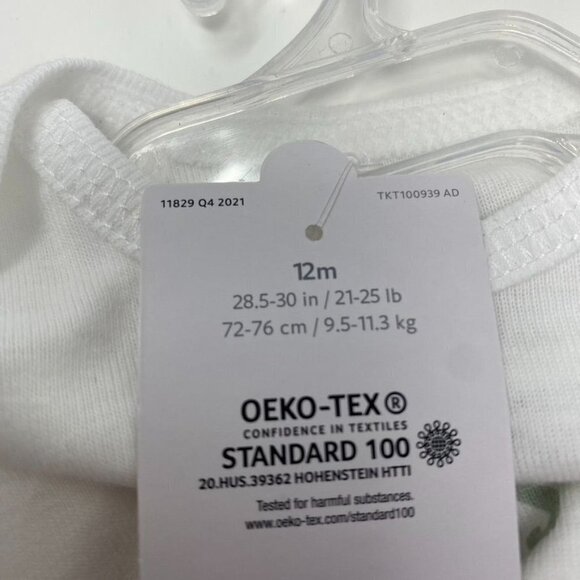 11829 Q4 2021 TKT100939 AD
12m
28.5-30 in / 21-25 lb
72-76 cm / 9.5-11.3 kg
OEKO-TEX®
CONFIDENCE IN TEXTILES
STANDARD 100
20.HUS.39362 HOHENSTEIN HTTI
Tested for harmful substances.
www.oeko-tex.com/standard100